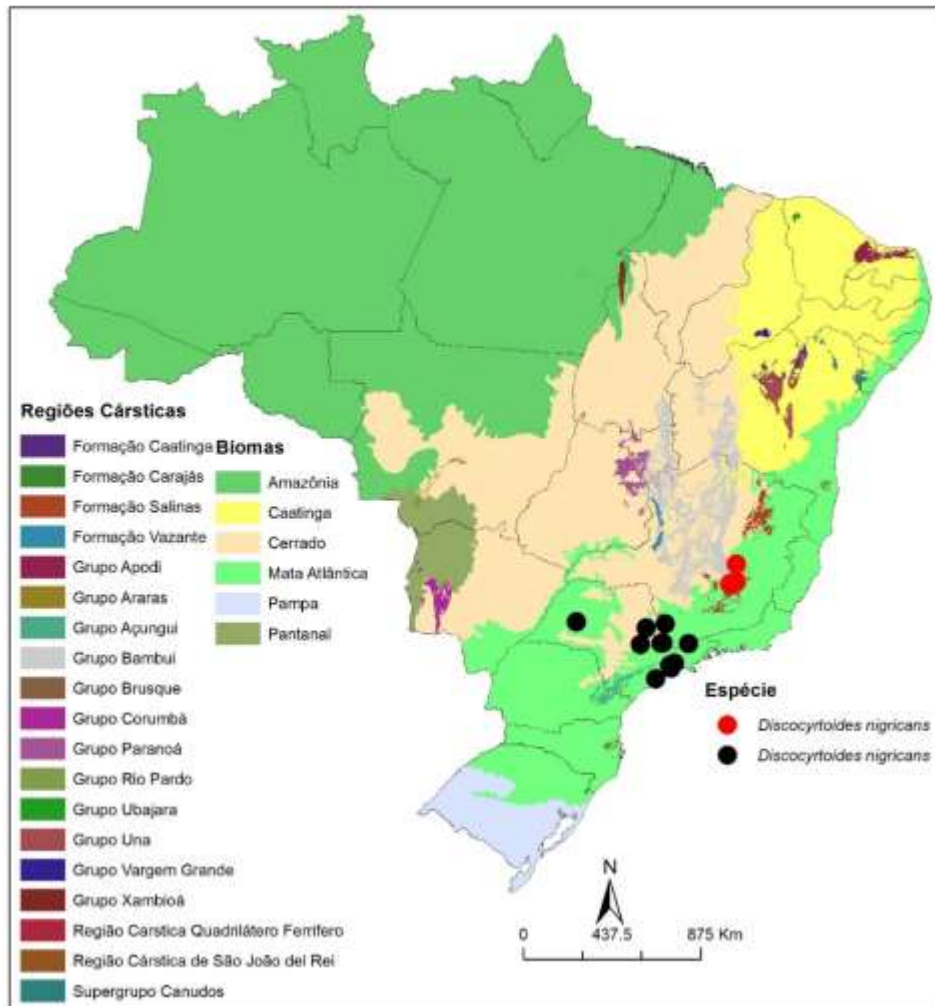 Regiões Cársticas
Formação Caatinga
Formação Carajás
Formação Salinas
Formação Vazante
Grupo Apodi
Grupo Araras
Grupo Açungui
Grupo Bambuí
Grupo Brusque
Grupo Corumbá
Grupo Paranoá
Grupo Rio Pardo
Grupo Ubajara
Grupo Una
Grupo Vargem Grande
Grupo Xambioá
Região Carstica Quadrilátero Ferrífero
Região Cárstica de São João del Rei
Supergrupo Canudos
Biomas
Amazônia
Caatinga
Cerrado
Mata Atlântica
Pampa
Pantanal
Espécie
Discocyrtoides nigricans
Discocyrtoides nigricans
N
0 437,5 875 Km